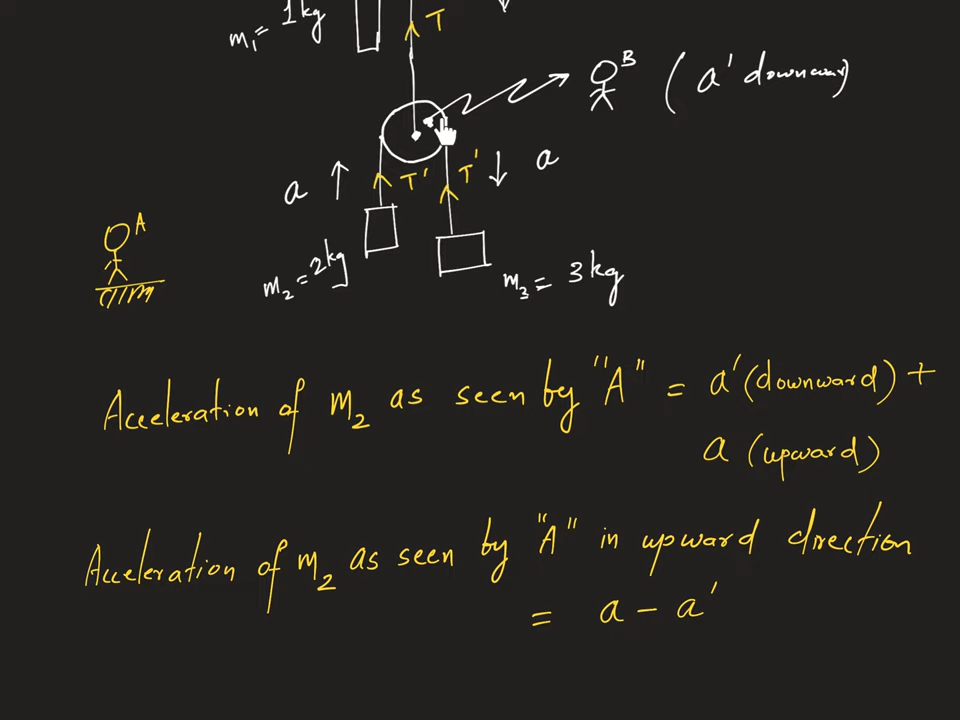 m₁= 1kg
T
B
(a' downward)
a
T'
T'
a
A
m₂=2kg
m₃ = 3kg
Acceleration of m₂ as seen by "A" = a'(downward) +
a (upward)
Acceleration of m₂ as seen by "A" in upward direction
= a - a'